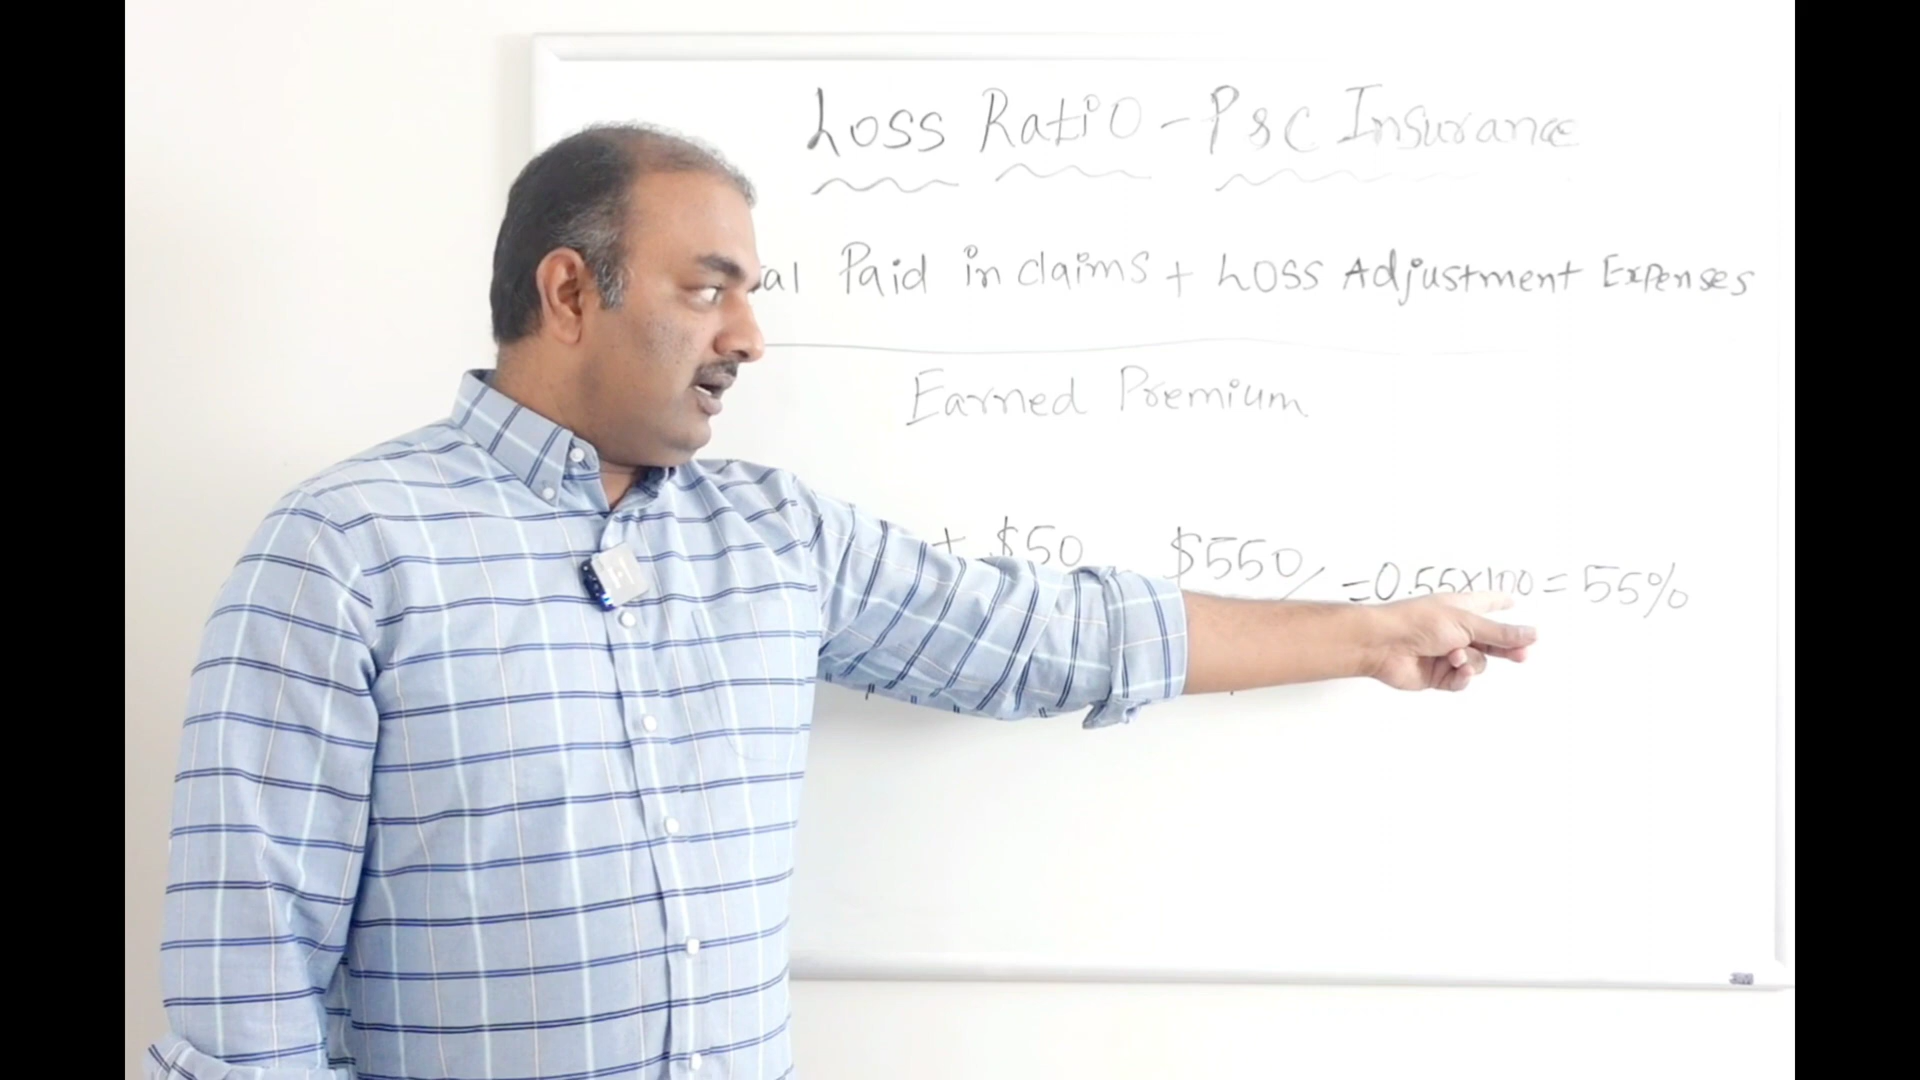 Loss Ratio - P&C Insurance
al Paid in claims + Loss Adjustment Expenses
Earned Premium
+ $50 $550/ = 0.55x100 = 55%